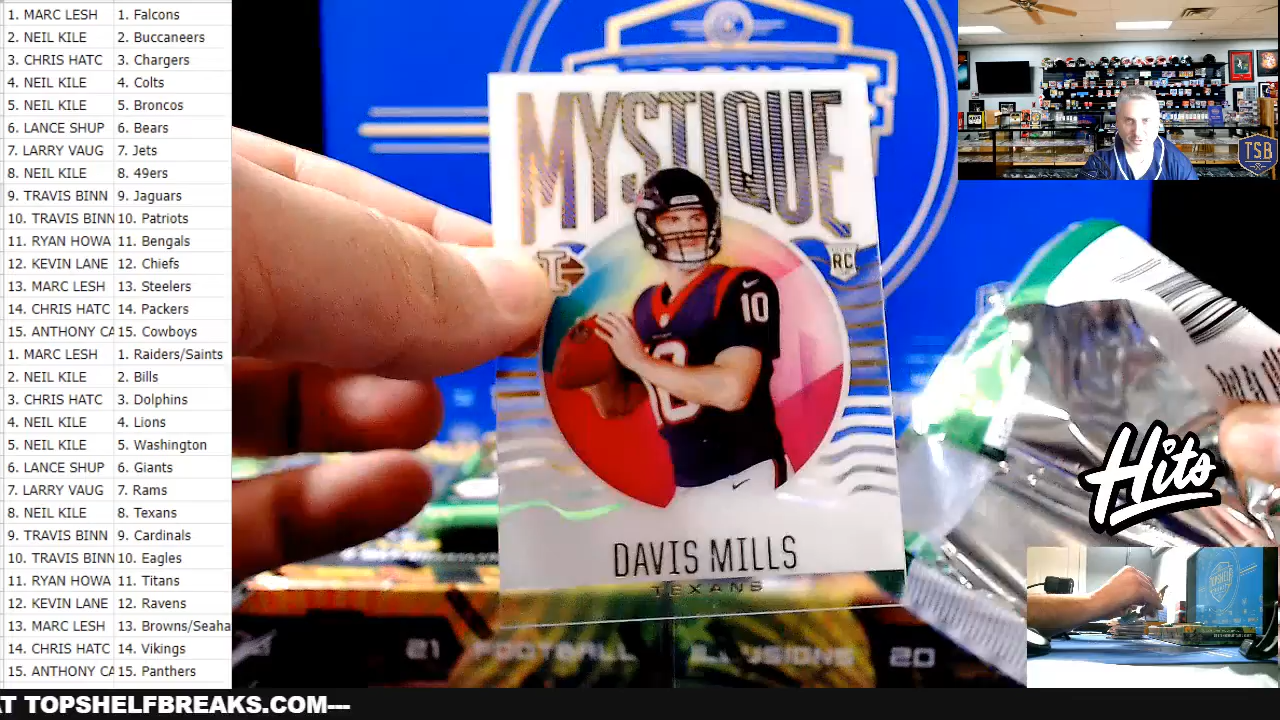 1. MARC LESH 1. Falcons
2. NEIL KILE 2. Buccaneers
3. CHRIS HATC 3. Chargers
4. NEIL KILE 4. Colts
5. NEIL KILE 5. Broncos
6. LANCE SHUP 6. Bears
7. LARRY VAUG 7. Jets
8. NEIL KILE 8. 49ers
9. TRAVIS BINN 9. Jaguars
10. TRAVIS BINN 10. Patriots
11. RYAN HOWA 11. Bengals
12. KEVIN LANE 12. Chiefs
13. MARC LESH 13. Steelers
14. CHRIS HATC 14. Packers
15. ANTHONY CA 15. Cowboys
1. MARC LESH 1. Raiders/Saints
2. NEIL KILE 2. Bills
3. CHRIS HATC 3. Dolphins
4. NEIL KILE 4. Lions
5. NEIL KILE 5. Washington
6. LANCE SHUP 6. Giants
7. LARRY VAUG 7. Rams
8. NEIL KILE 8. Texans
9. TRAVIS BINN 9. Cardinals
10. TRAVIS BINN 10. Eagles
11. RYAN HOWA 11. Titans
12. KEVIN LANE 12. Ravens
13. MARC LESH 13. Browns/Seaha
14. CHRIS HATC 14. Vikings
15. ANTHONY CA 15. Panthers
MYSTIQUE
RC
10
10
DAVIS MILLS
TEXANS
21
20
TSB
Hits
AT TOPSHELFBREAKS.COM---